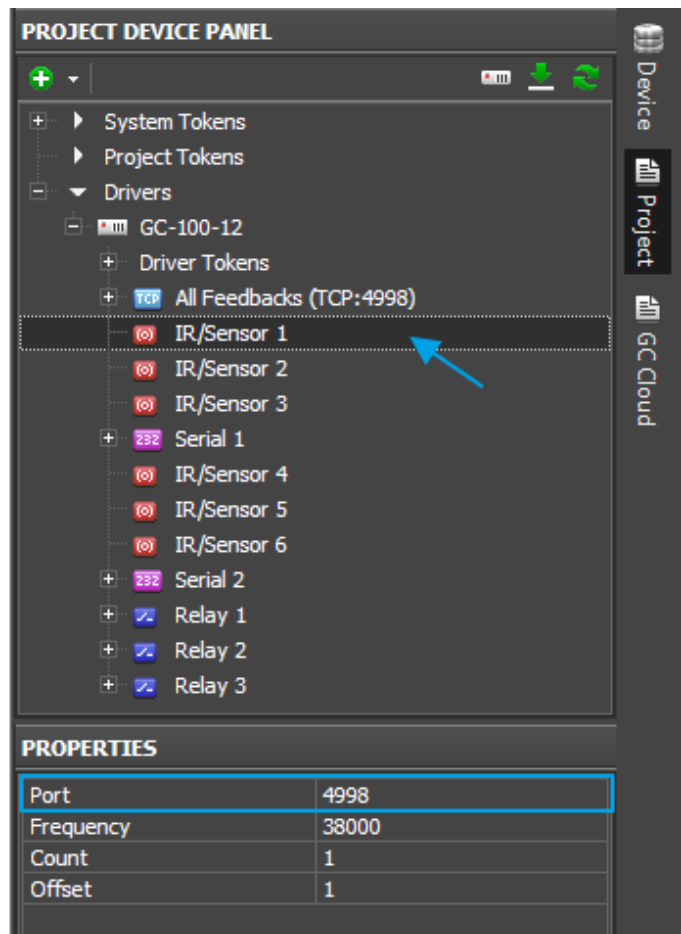 PROJECT DEVICE PANEL
System Tokens
Project Tokens
Drivers
GC-100-12
Driver Tokens
TCP All Feedbacks (TCP:4998)
IR/Sensor 1
IR/Sensor 2
IR/Sensor 3
232 Serial 1
IR/Sensor 4
IR/Sensor 5
IR/Sensor 6
232 Serial 2
Relay 1
Relay 2
Relay 3
PROPERTIES
Port 4998
Frequency 38000
Count 1
Offset 1
Device
Project
GC Cloud